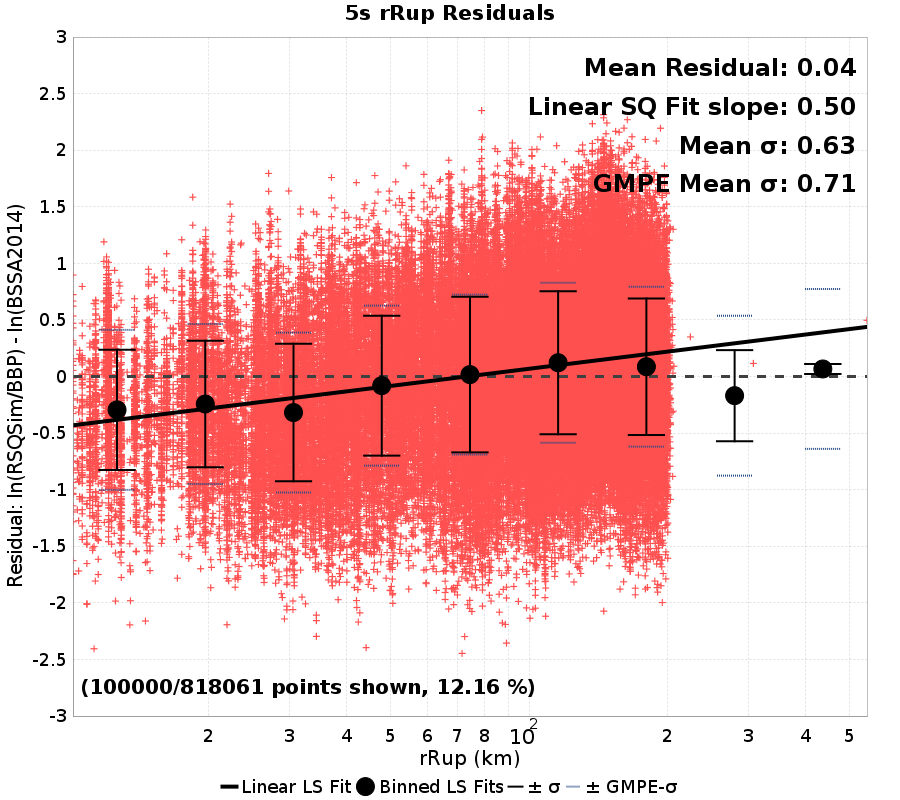 5s rRup Residuals
Residual: ln(RSQSim/BBP) - ln(BSSA2014)
3
2.5
2
1.5
1
0.5
0
-0.5
-1
-1.5
-2
-2.5
-3
Mean Residual: 0.04
Linear SQ Fit slope: 0.50
Mean σ: 0.63
GMPE Mean σ: 0.71
(100000/818061 points shown, 12.16 %)
2 3 4 5 6 7 8 10² 2 3 4 5
rRup (km)
Linear LS Fit Binned LS Fits ± σ ± GMPE-σ